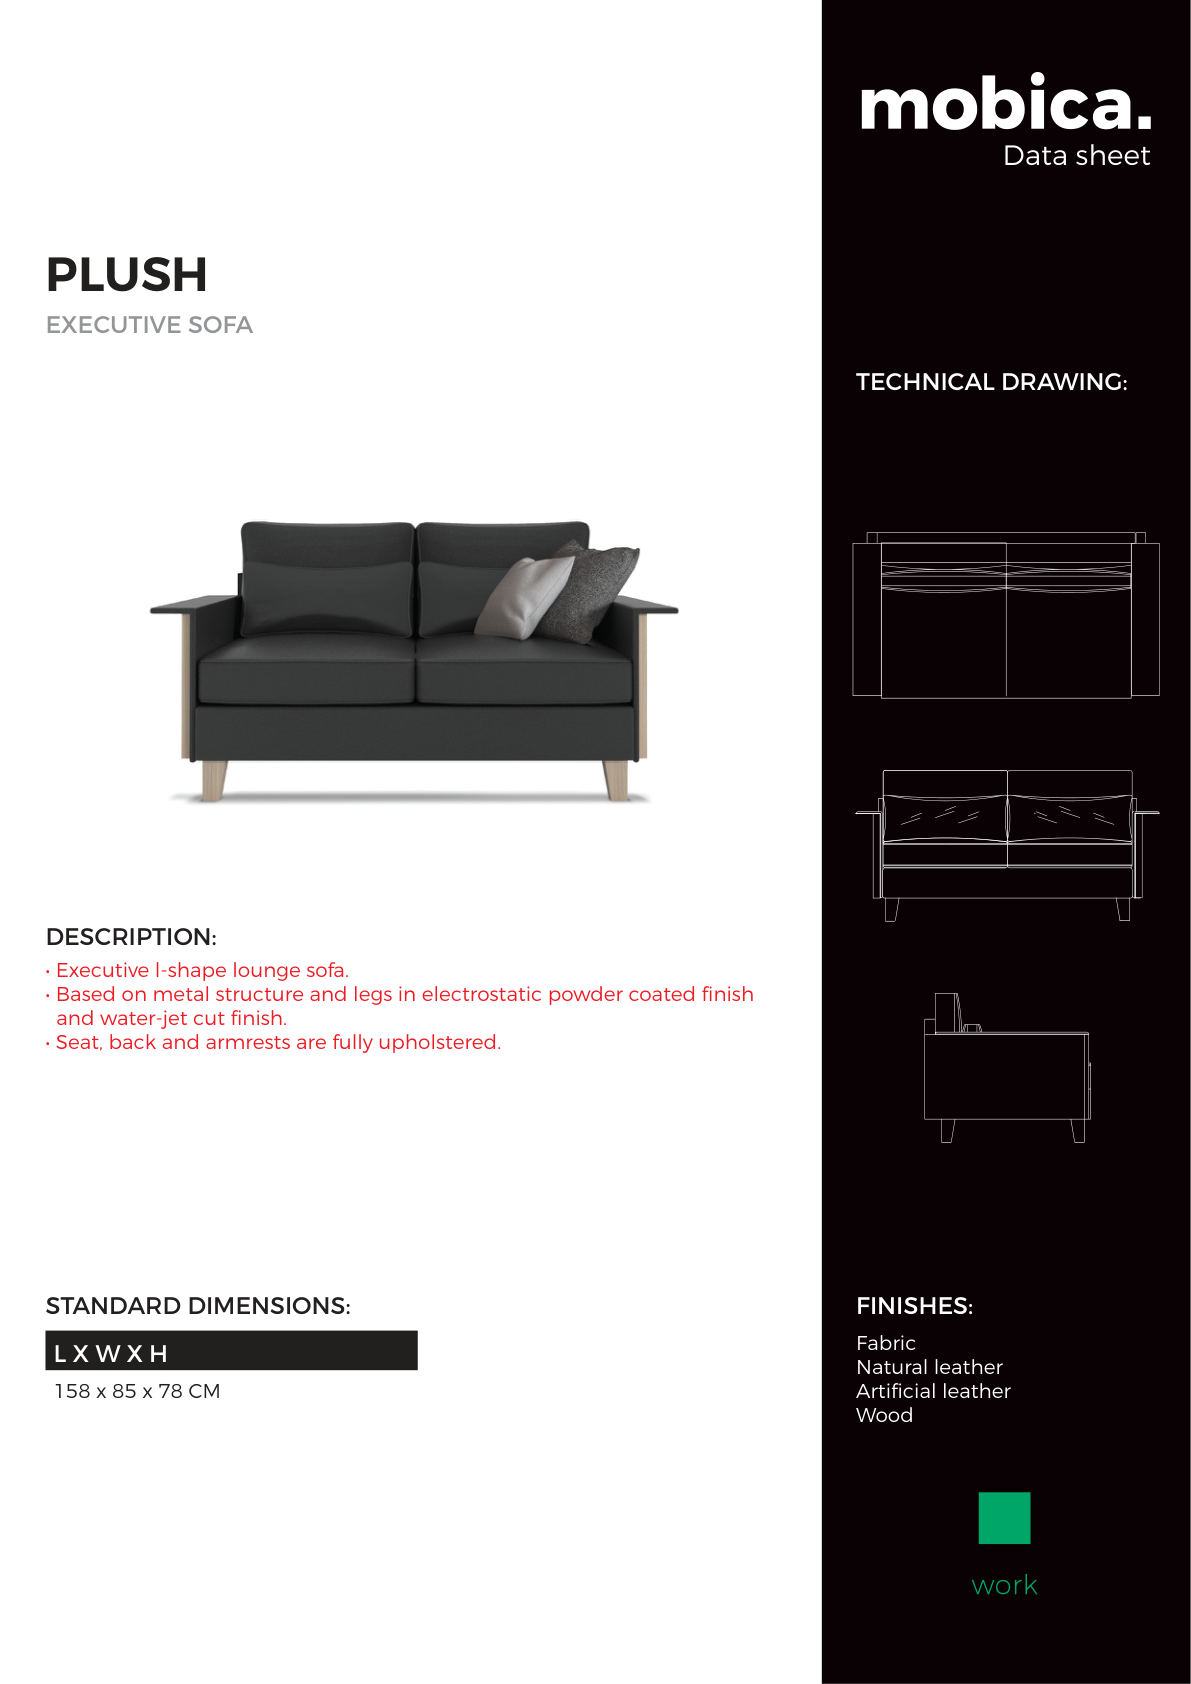 mobica.
Data sheet
PLUSH
EXECUTIVE SOFA
TECHNICAL DRAWING:
DESCRIPTION:
• Executive l-shape lounge sofa.
• Based on metal structure and legs in electrostatic powder coated finish
and water-jet cut finish.
• Seat, back and armrests are fully upholstered.
STANDARD DIMENSIONS:
L X W X H
158 x 85 x 78 CM
FINISHES:
Fabric
Natural leather
Artificial leather
Wood
work